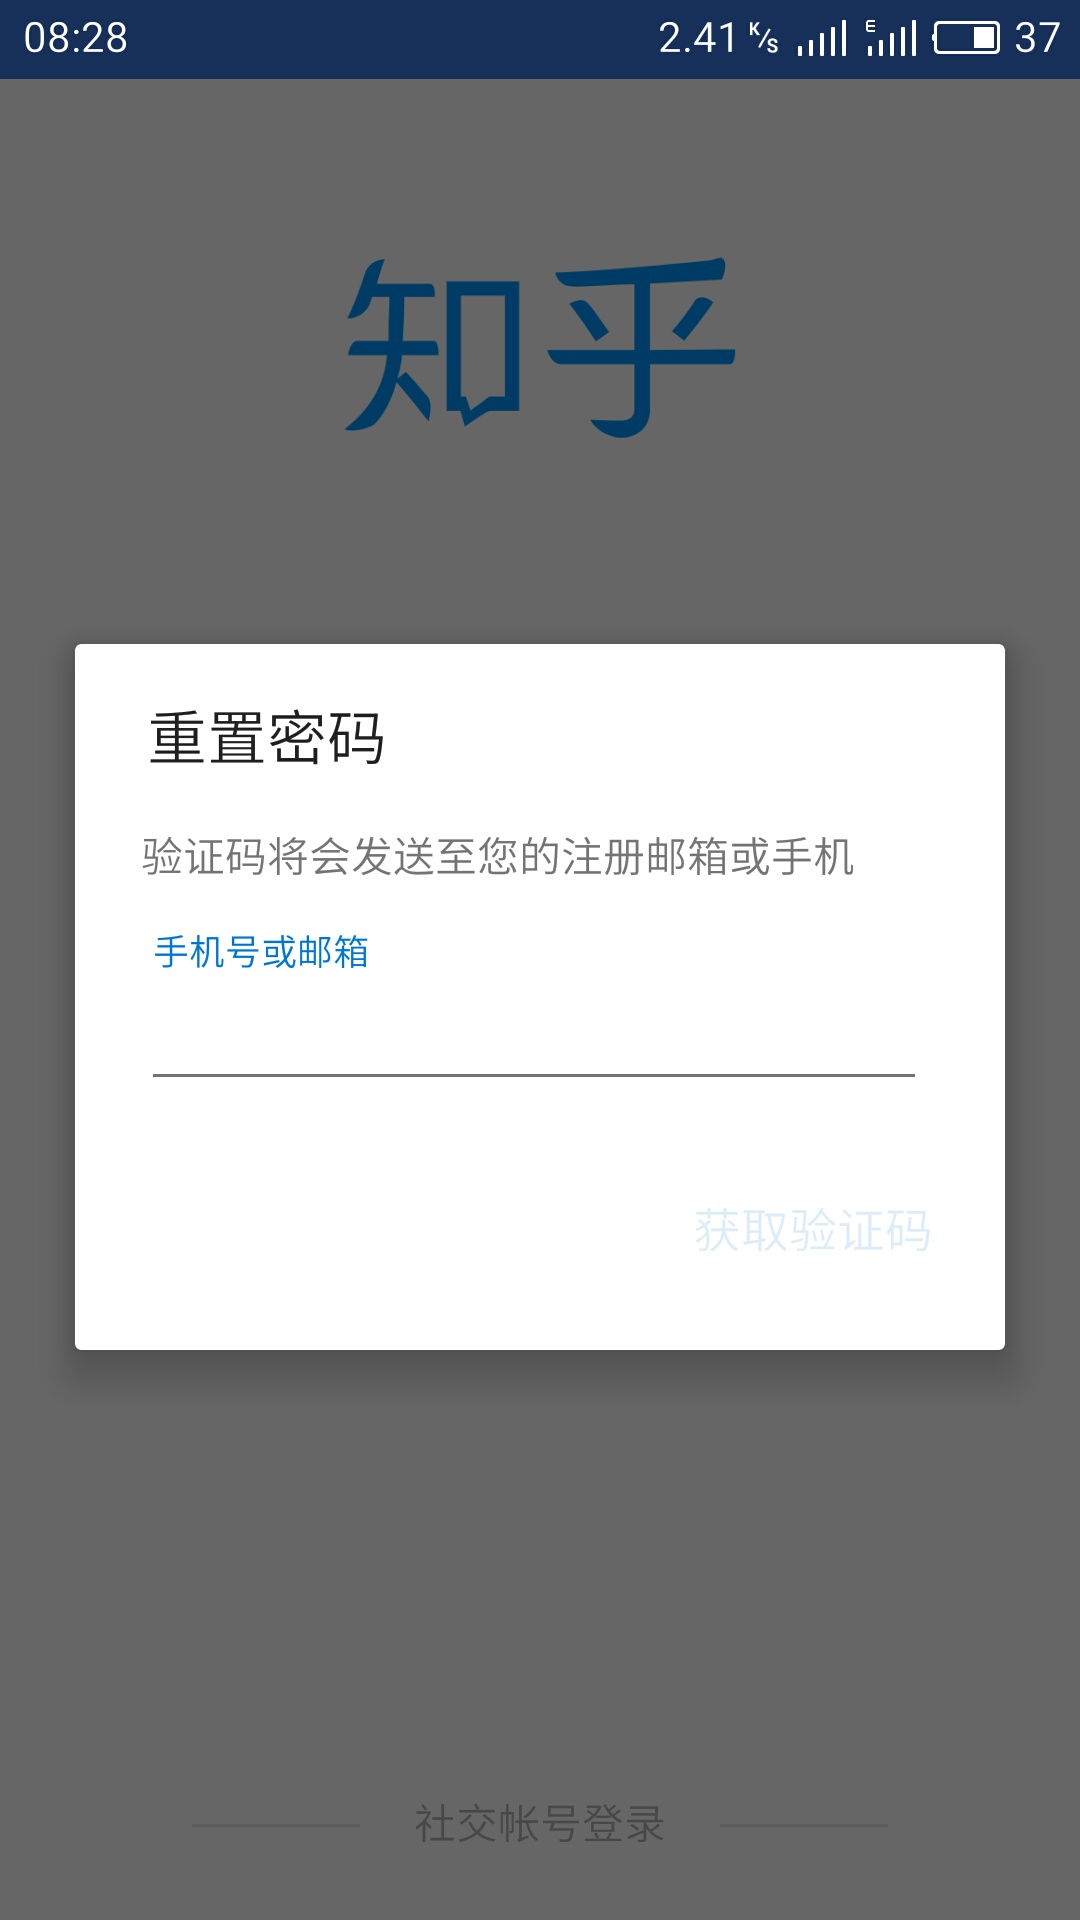 08:28 2.41 K/s E 37
知乎
重置密码
验证码将会发送至您的注册邮箱或手机
手机号或邮箱
获取验证码
社交帐号登录